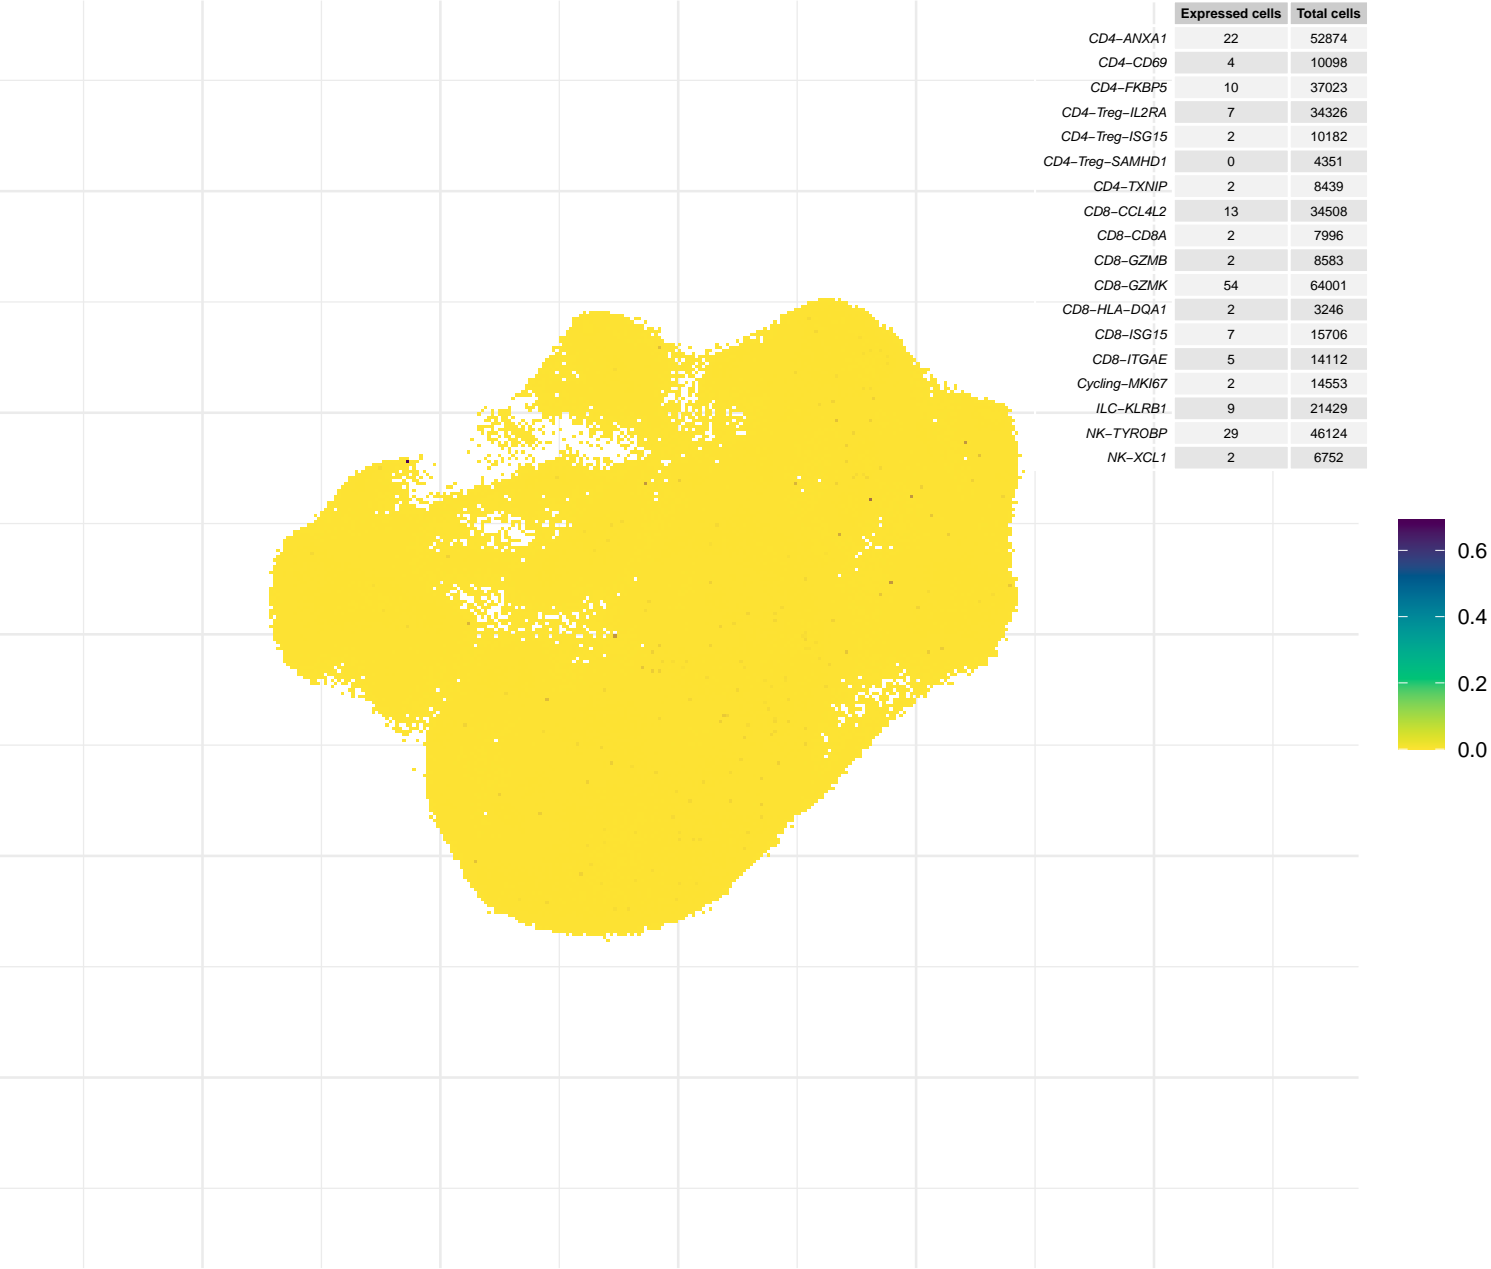 Expressed cells Total cells
CD4−ANXA1 22 52874
CD4−CD69 4 10098
CD4−FKBP5 10 37023
CD4−Treg−IL2RA 7 34326
CD4−Treg−ISG15 2 10182
CD4−Treg−SAMHD1 0 4351
CD4−TXNIP 2 8439
CD8−CCL4L2 13 34508
CD8−CD8A 2 7996
CD8−GZMB 2 8583
CD8−GZMK 54 64001
CD8−HLA−DQA1 2 3246
CD8−ISG15 7 15706
CD8−ITGAE 5 14112
Cycling−MKI67 2 14553
ILC−KLRB1 9 21429
NK−TYROBP 29 46124
NK−XCL1 2 6752
0.6
0.4
0.2
0.0